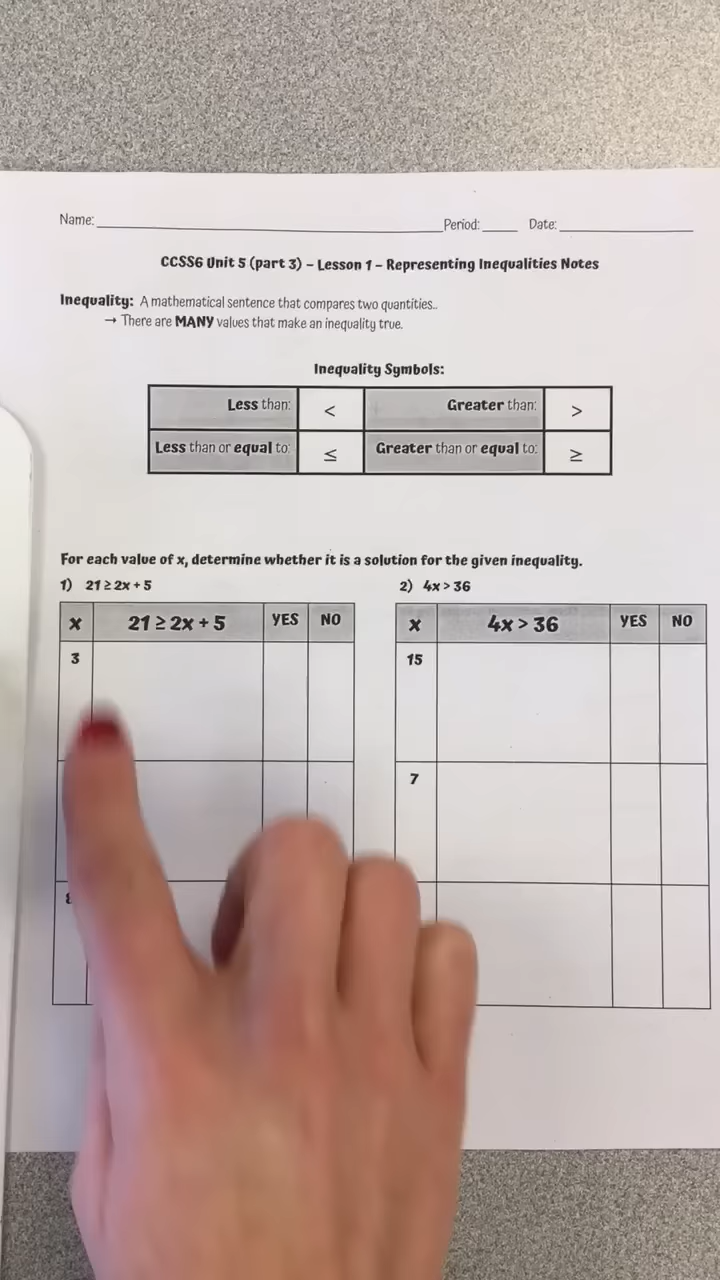 Name: Period: Date:
CCSS6 Unit 5 (part 3) – Lesson 1 – Representing Inequalities Notes
Inequality: A mathematical sentence that compares two quantities..
→ There are MANY values that make an inequality true.
Inequality Symbols:
Less than: < Greater than: >
Less than or equal to: ≤ Greater than or equal to: ≥
For each value of x, determine whether it is a solution for the given inequality.
1) 21 ≥ 2x + 5 2) 4x > 36
x 21 ≥ 2x + 5 YES NO x 4x > 36 YES NO
3 15
7